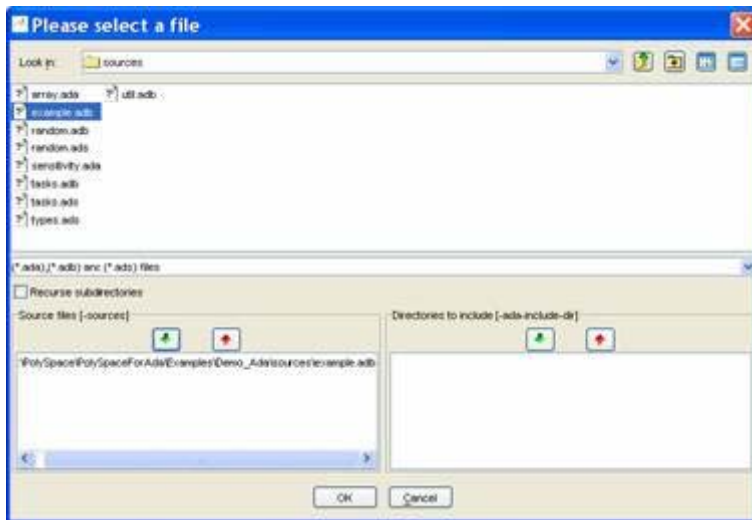 Please select a file
Look in: sources
array.ada util.adb
example.adb
random.adb
random.ads
sensitivity.ada
tasks.adb
tasks.ads
types.ads
(*.ada),(*.adb) and (*.ads) files
Recurse subdirectories
Source files [-sources] Directories to include [-ada-include-dir]
\PolySpace\PolySpaceForAda\Examples\Demo_Ada\sources\example.adb
OK Cancel